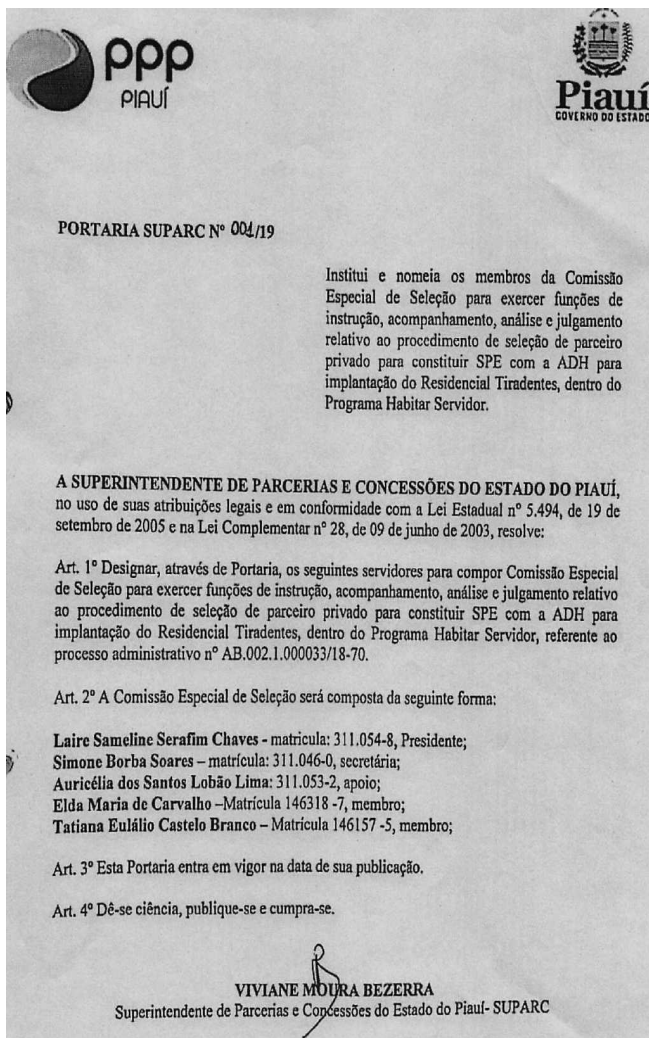 ppp
PIAUÍ
Piauí
GOVERNO DO ESTADO
PORTARIA SUPARC Nº 001/19
Institui e nomeia os membros da Comissão
Especial de Seleção para exercer funções de
instrução, acompanhamento, análise e julgamento
relativo ao procedimento de seleção de parceiro
privado para constituir SPE com a ADH para
implantação do Residencial Tiradentes, dentro do
Programa Habitar Servidor.
A SUPERINTENDENTE DE PARCERIAS E CONCESSÕES DO ESTADO DO PIAUÍ,
no uso de suas atribuições legais e em conformidade com a Lei Estadual nº 5.494, de 19 de
setembro de 2005 e na Lei Complementar nº 28, de 09 de junho de 2003, resolve:
Art. 1º Designar, através de Portaria, os seguintes servidores para compor Comissão Especial
de Seleção para exercer funções de instrução, acompanhamento, análise e julgamento relativo
ao procedimento de seleção de parceiro privado para constituir SPE com a ADH para
implantação do Residencial Tiradentes, dentro do Programa Habitar Servidor, referente ao
processo administrativo nº AB.002.1.000033/18-70.
Art. 2º A Comissão Especial de Seleção será composta da seguinte forma:
Laire Sameline Serafim Chaves - matricula: 311.054-8, Presidente;
Simone Borba Soares – matrícula: 311.046-0, secretária;
Auricélia dos Santos Lobão Lima: 311.053-2, apoio;
Elda Maria de Carvalho –Matrícula 146318 -7, membro;
Tatiana Eulálio Castelo Branco – Matrícula 146157 -5, membro;
Art. 3º Esta Portaria entra em vigor na data de sua publicação.
Art. 4º Dê-se ciência, publique-se e cumpra-se.
VIVIANE MOURA BEZERRA
Superintendente de Parcerias e Concessões do Estado do Piauí- SUPARC